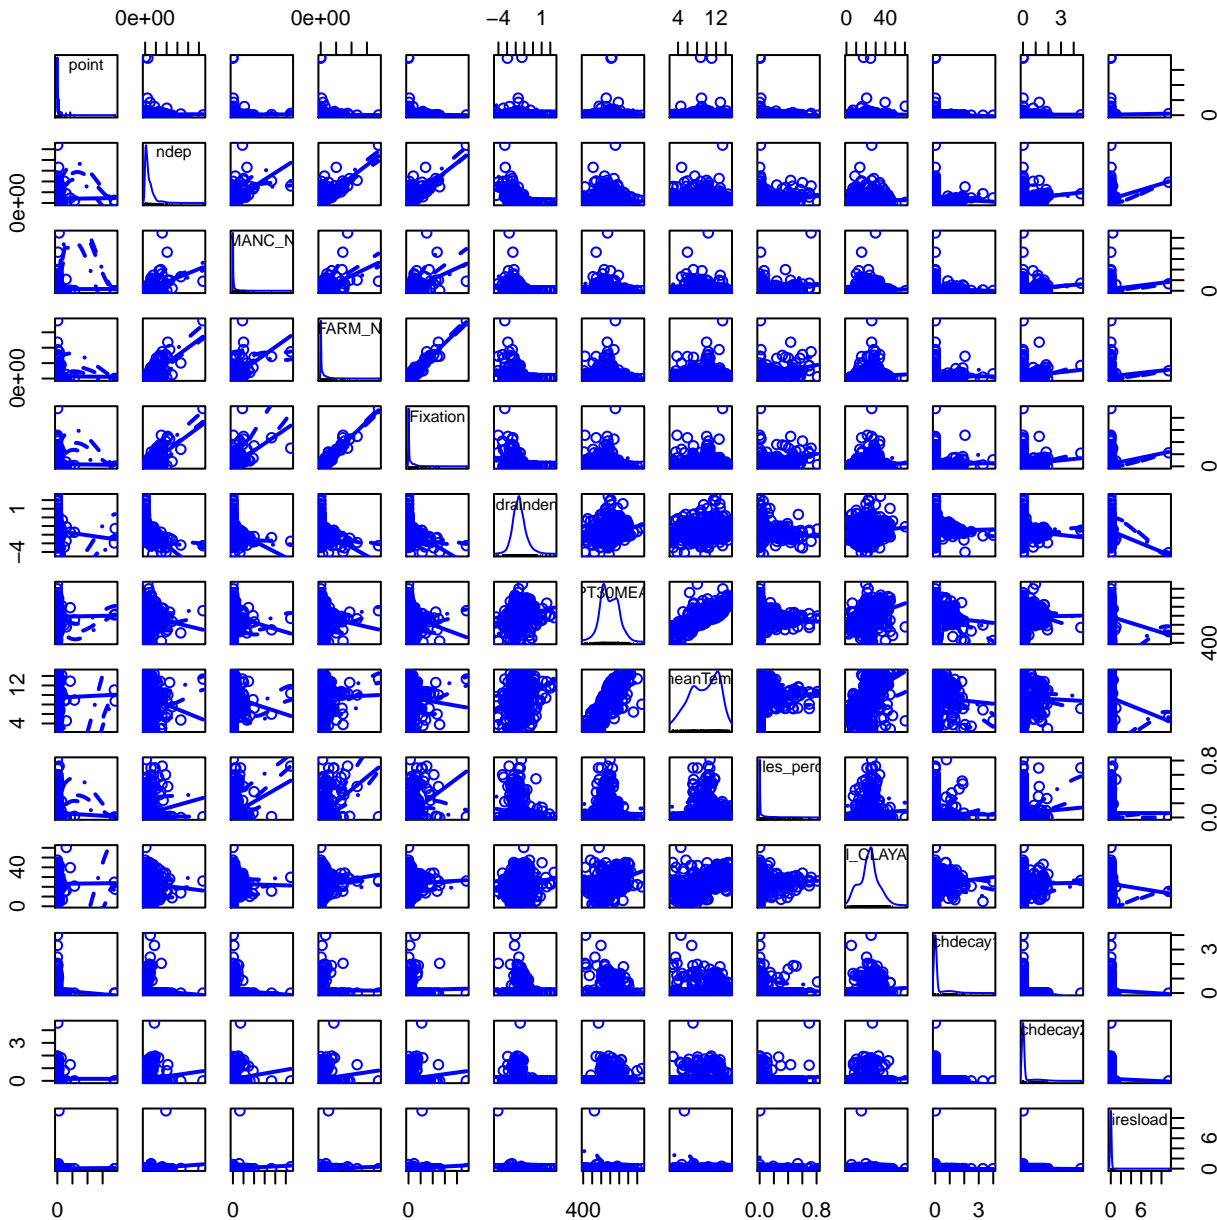 0e+00 0e+00 −4 1 4 12 0 40 0 3
point 0
ndep 0e+00
MANC_N 0
FARM_N 0e+00
Fixation 0
drainden 1 −4
PT30MEA 400
meanTem 12 4
iles_perc 0.8 0.0
I_CLAYA 40 0
chdecay 3 0
chdecay2 3 0
iresload 6 0
0 0 0 400 0.0 0.8 0 3 0 6